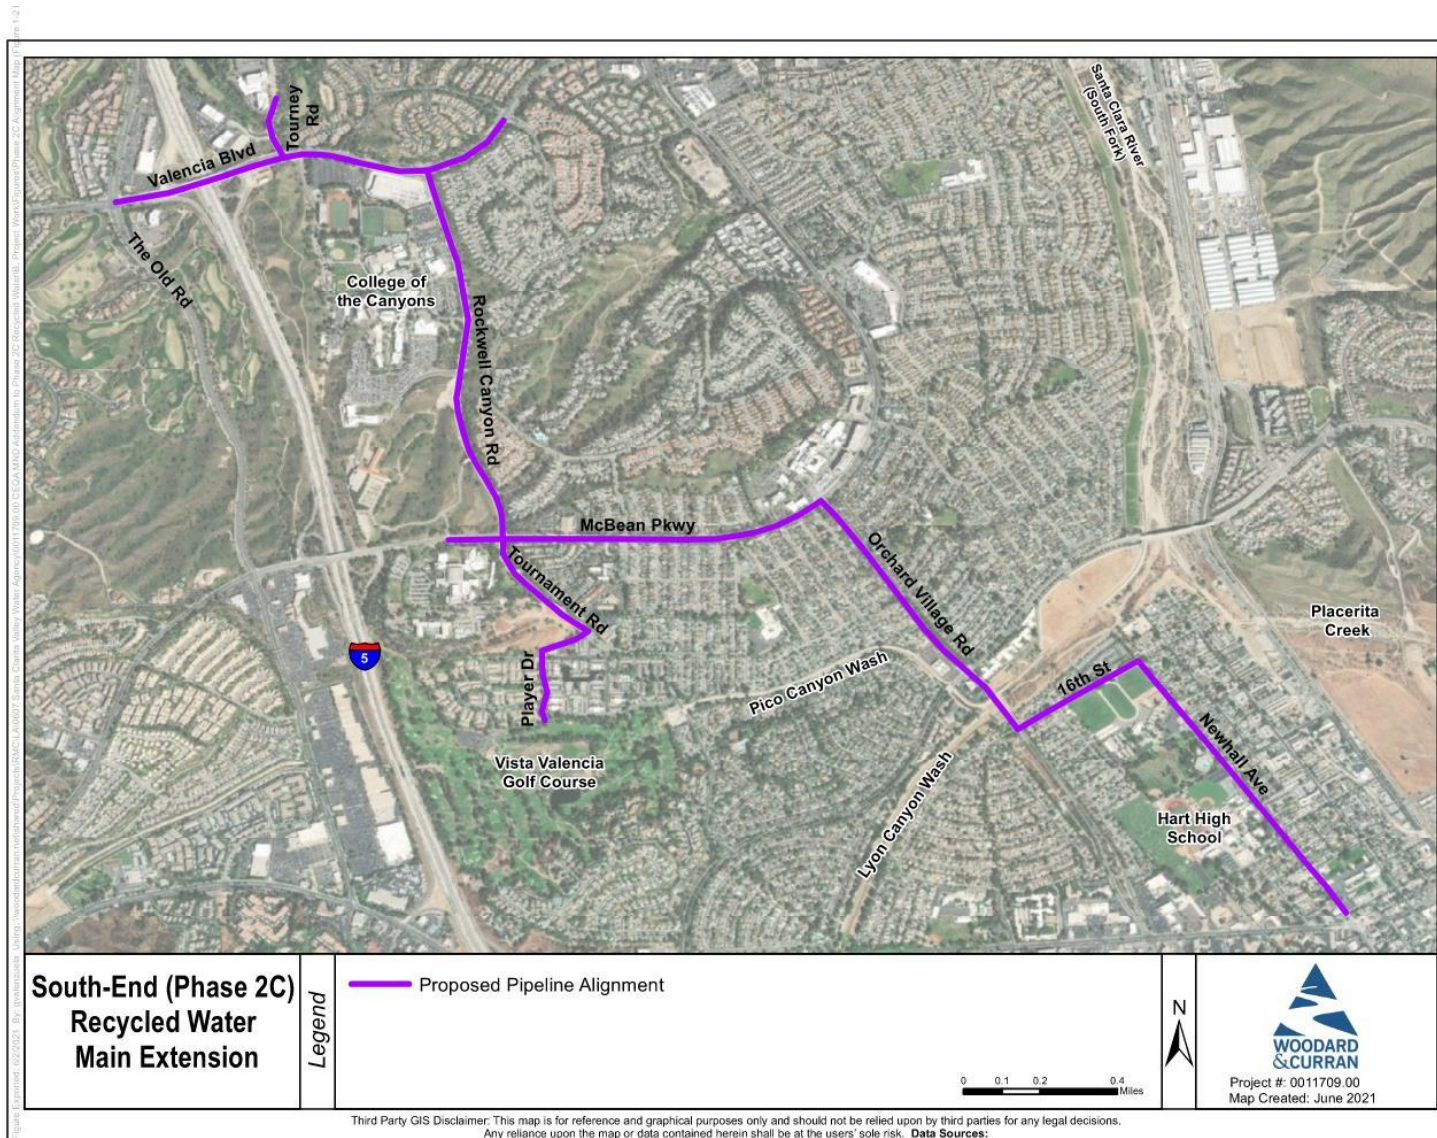 Tourney
Rd
Santa Clara River
(South Fork)
Valencia Blvd
The Old Rd
College of
the Canyons
Rockwell Canyon Rd
McBean Pkwy
Tournament Rd
Orchard Village Rd
Placerita
Creek
5
16th St
Player Dr
Pico Canyon Wash
Newhall Ave
Vista Valencia
Golf Course
Lyon Canyon Wash
Hart High
School
South-End (Phase 2C)
Recycled Water
Main Extension
Legend
Proposed Pipeline Alignment
0 0.1 0.2 0.4
Miles
N
WOODARD
&CURRAN
Project #: 0011709.00
Map Created: June 2021
Third Party GIS Disclaimer: This map is for reference and graphical purposes only and should not be relied upon by third parties for any legal decisions.
Any reliance upon the map or data contained herein shall be at the users' sole risk. Data Sources: